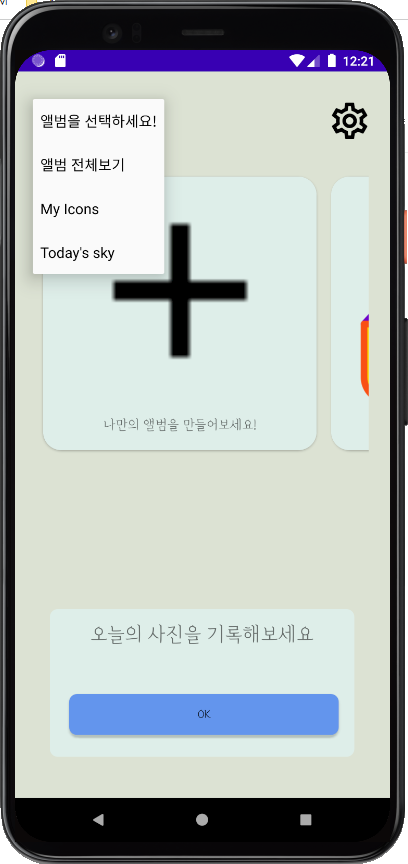 12:21
앨범을 선택하세요!
앨범 전체보기
My Icons
Today's sky
나만의 앨범을 만들어보세요!
오늘의 사진을 기록해보세요
OK